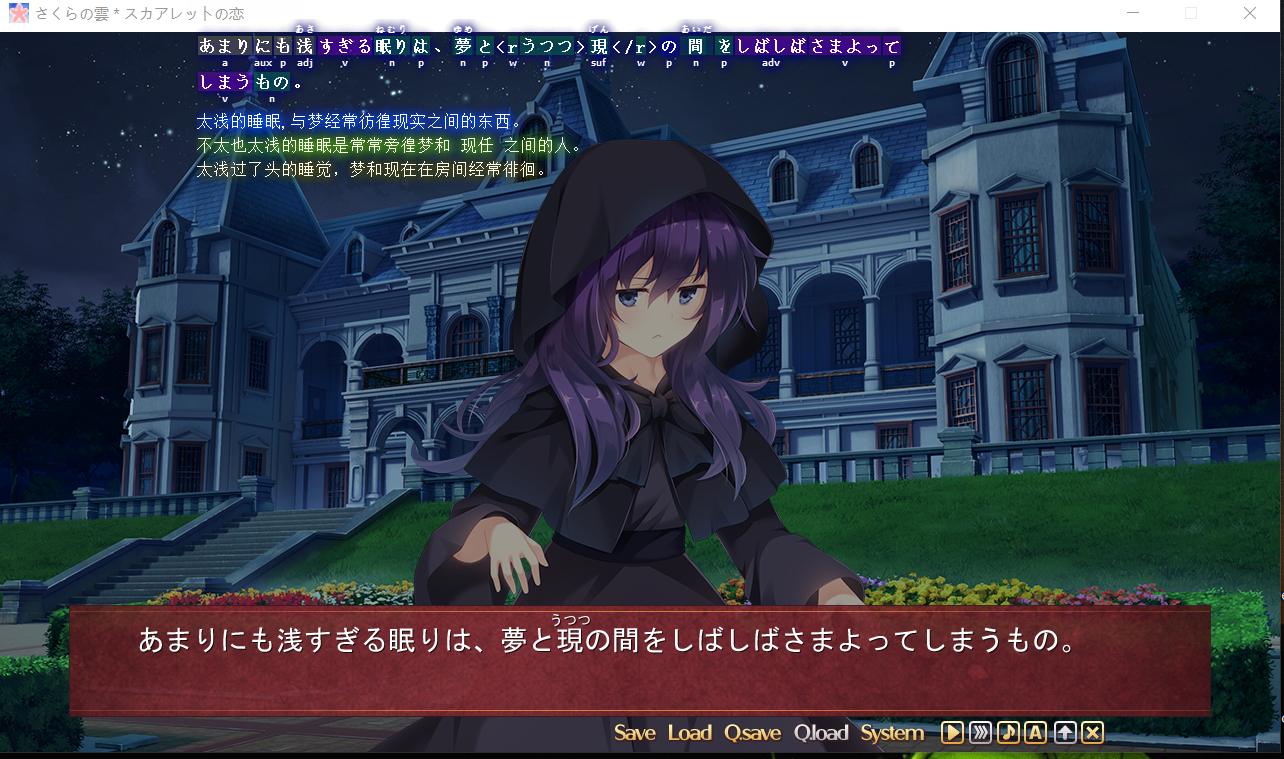 さくらの雲*スカアレットの恋
あさ ねむり ゆめ げん あいだ
あまりにも浅すぎる眠りは、夢と<rうつつ>現</r>の間をしばしばさまよって
a aux p adj v n p n p w n suf w p n p adv v p
しまうもの。
v n
太浅的睡眠,与梦经常彷徨现实之间的东西。
不太也太浅的睡眠是常常旁徨梦和 现任 之间的人。
太浅过了头的睡觉，梦和现在在房间经常徘徊。
うつつ
あまりにも浅すぎる眠りは、夢と現の間をしばしばさまよってしまうもの。
Save Load Q.save Q.load System A